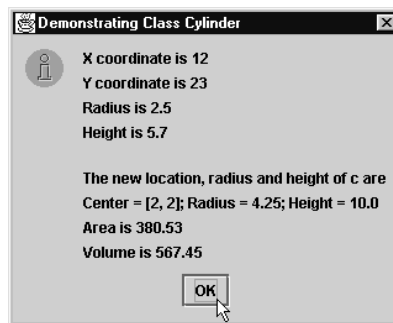 Demonstrating Class Cylinder
X coordinate is 12
Y coordinate is 23
Radius is 2.5
Height is 5.7
The new location, radius and height of c are
Center = [2, 2]; Radius = 4.25; Height = 10.0
Area is 380.53
Volume is 567.45
OK